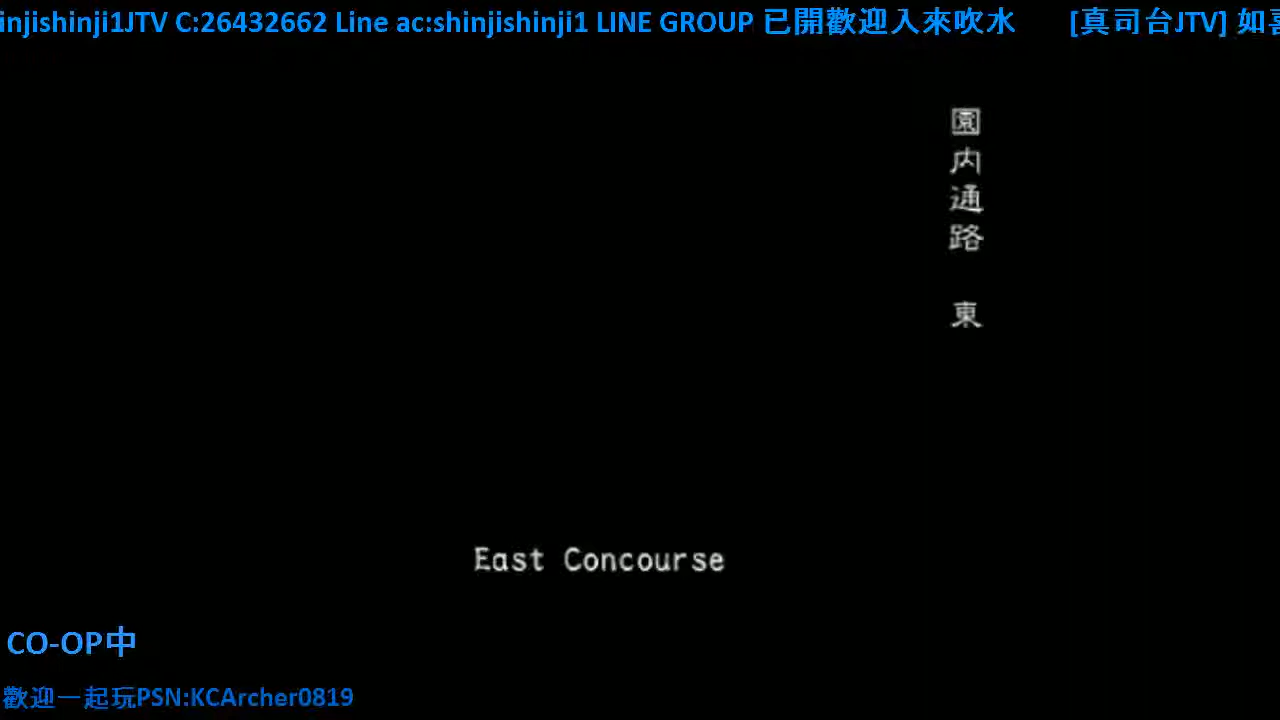 injishinji1JTV C:26432662 Line ac:shinjishinji1 LINE GROUP 已開歡迎入來吹水 [真司台JTV] 如喜
園内通路 東
East Concourse
CO-OP中
歡迎一起玩PSN:KCArcher0819